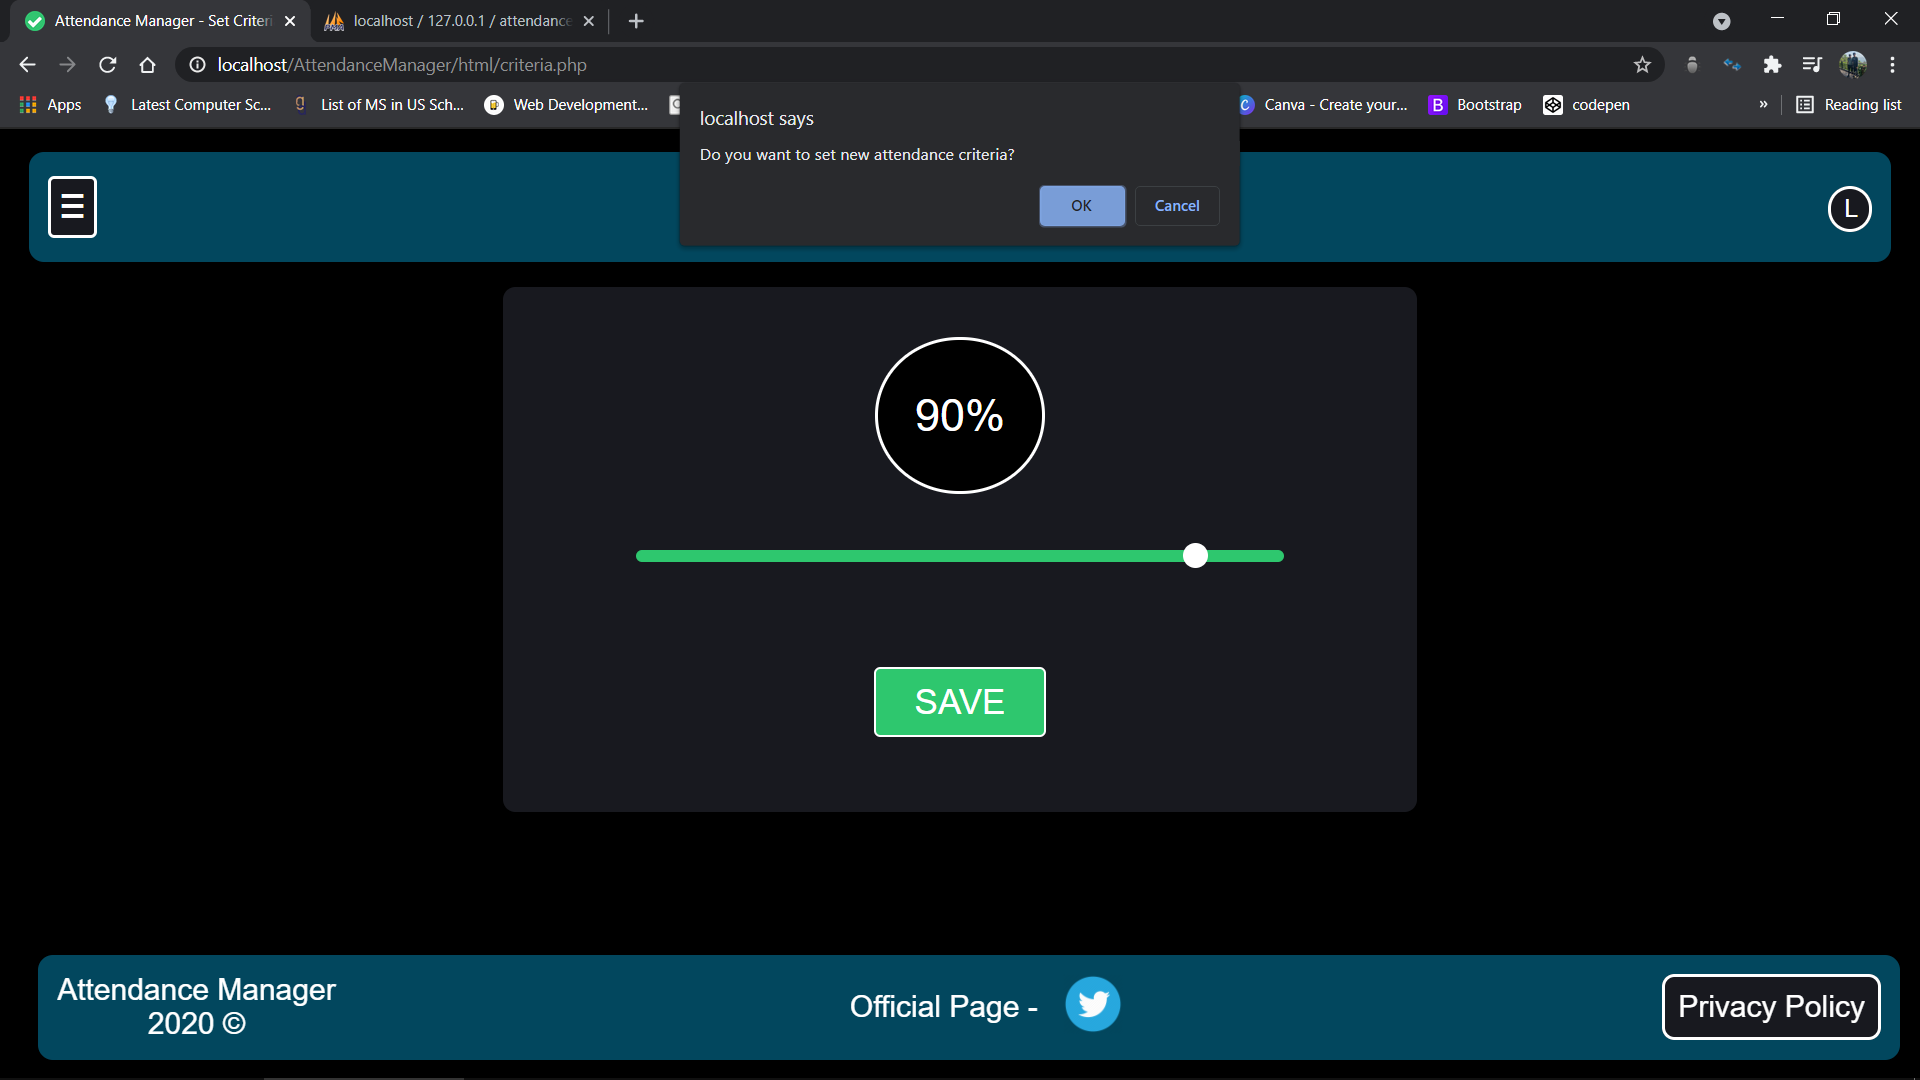 Attendance Manager - Set Criteri
localhost / 127.0.0.1 / attendance
localhost/AttendanceManager/html/criteria.php
Apps
Latest Computer Sc...
List of MS in US Sch...
Web Development...
Canva - Create your...
B Bootstrap
codepen
»
Reading list
localhost says
Do you want to set new attendance criteria?
OK
Cancel
L
90%
SAVE
Attendance Manager
2020 ©
Official Page -
Privacy Policy